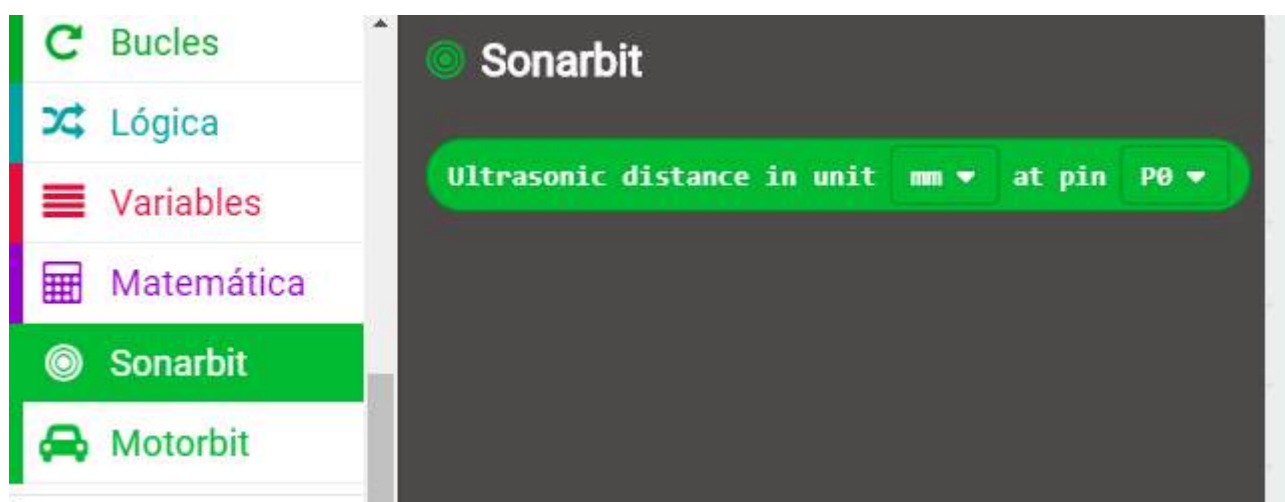 Bucles
Lógica
Variables
Matemática
Sonarbit
Motorbit
Sonarbit
Ultrasonic distance in unit mm at pin P0